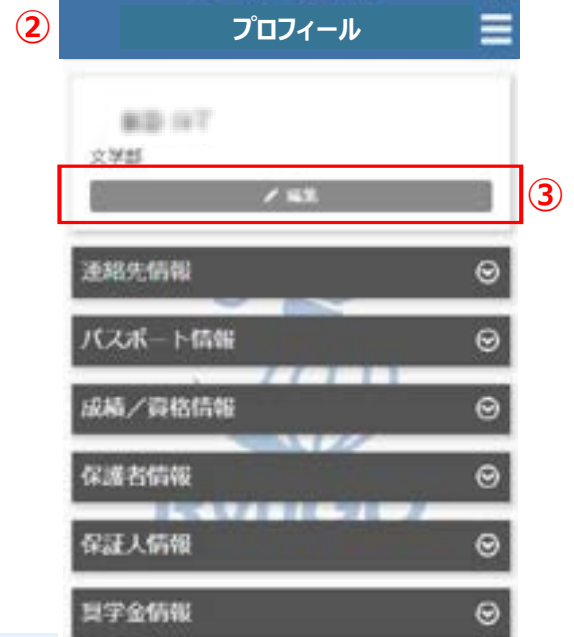 ② プロフィール
文学部
編集 ③
連絡先情報
パスポート情報
成績／資格情報
保護者情報
保証人情報
奨学金情報